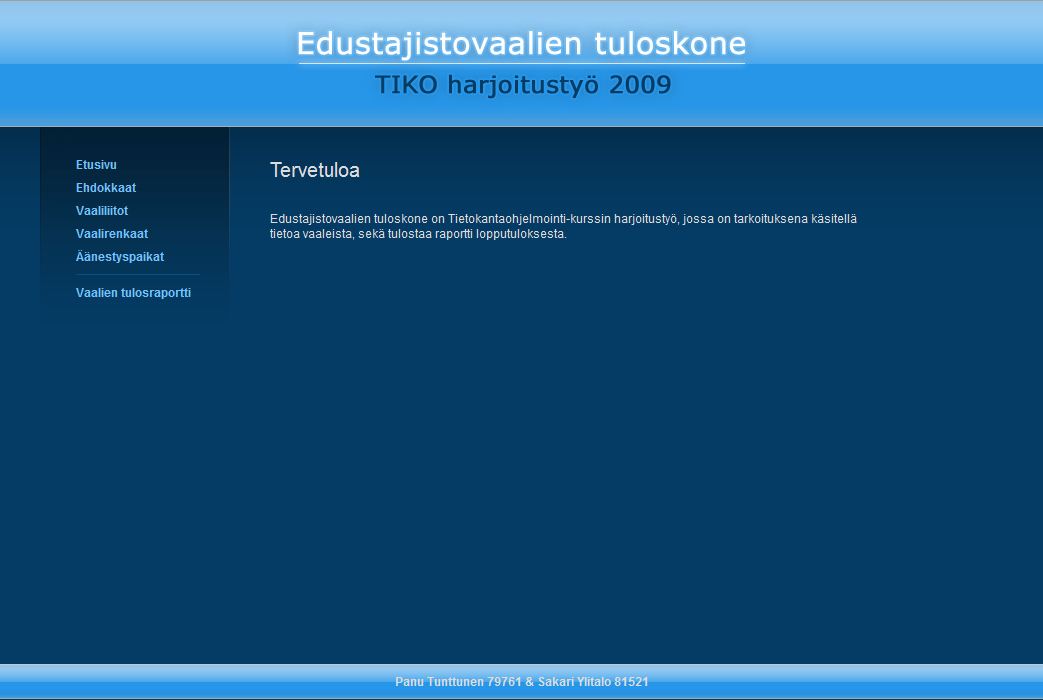 Edustajistovaalien tuloskone
TIKO harjoitustyö 2009
Etusivu
Ehdokkaat
Vaaliliitot
Vaalirenkaat
Äänestyspaikat
Vaalien tulosraportti
Tervetuloa
Edustajistovaalien tuloskone on Tietokantaohjelmointi-kurssin harjoitustyö, jossa on tarkoituksena käsitellä
tietoa vaaleista, sekä tulostaa raportti lopputuloksesta.
Panu Tunttunen 79761 & Sakari Ylitalo 81521